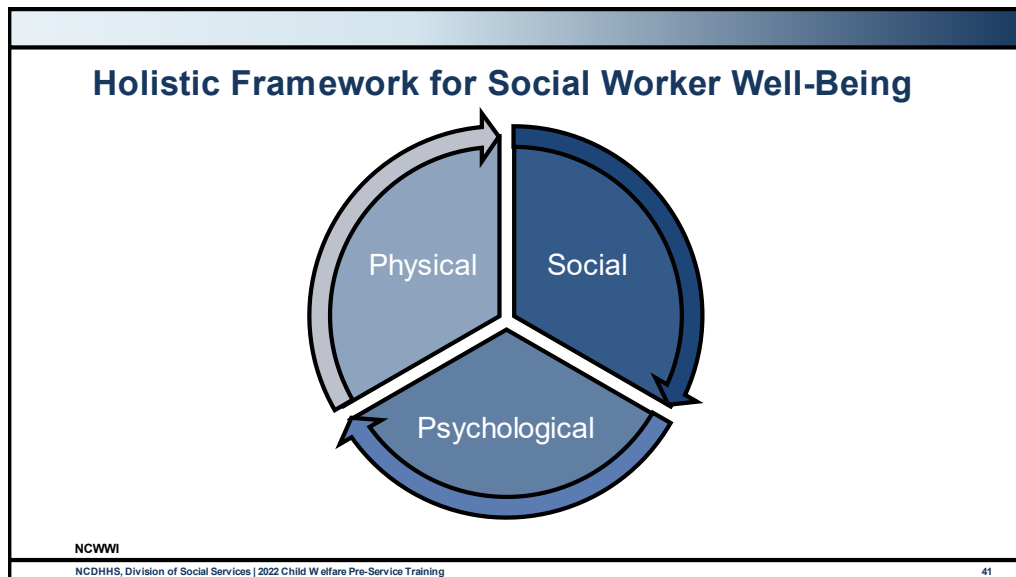 Holistic Framework for Social Worker Well-Being
Physical
Social
Psychological
NCWWI
NCDHHS, Division of Social Services | 2022 Child Welfare Pre-Service Training
41